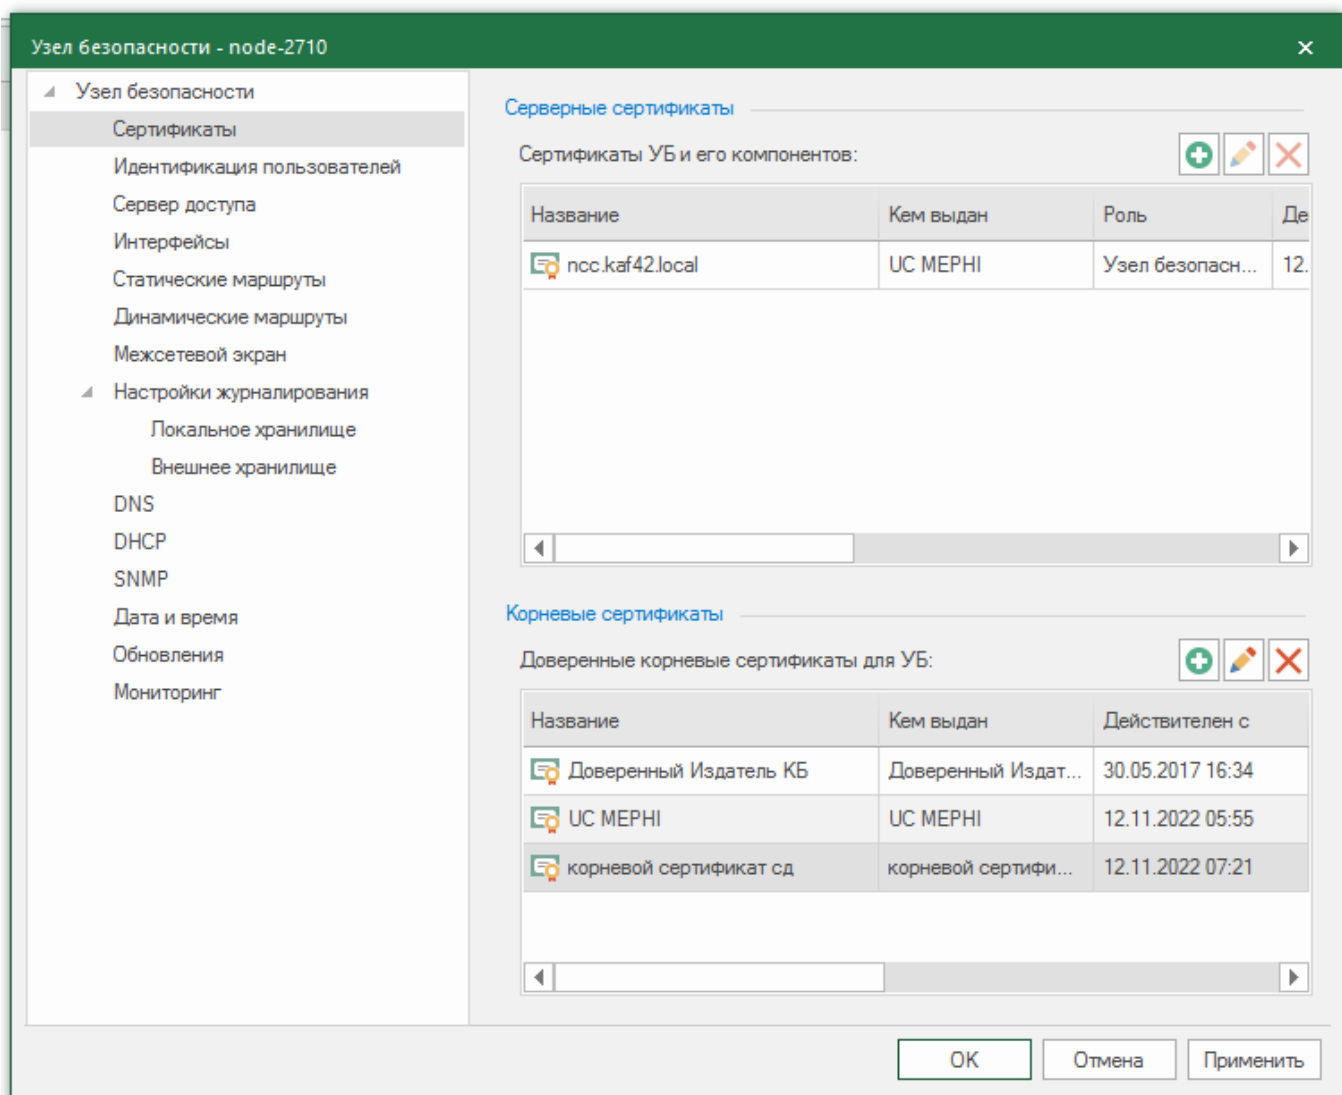 Узел безопасности - node-2710
Узел безопасности
Сертификаты
Идентификация пользователей
Сервер доступа
Интерфейсы
Статические маршруты
Динамические маршруты
Межсетевой экран
Настройки журналирования
Локальное хранилище
Внешнее хранилище
DNS
DHCP
SNMP
Дата и время
Обновления
Мониторинг
Серверные сертификаты
Сертификаты УБ и его компонентов:
Название Кем выдан Роль Де
ncc.kaf42.local UC MEPHI Узел безопасн... 12.
Корневые сертификаты
Доверенные корневые сертификаты для УБ:
Название Кем выдан Действителен с
Доверенный Издатель КБ Доверенный Издат... 30.05.2017 16:34
UC MEPHI UC MEPHI 12.11.2022 05:55
корневой сертификат сд корневой сертифи... 12.11.2022 07:21
OK Отмена Применить